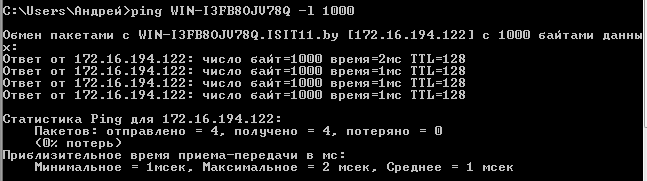 C:\Users\Андрей>ping WIN-I3FB8OJV78Q -l 1000
Обмен пакетами с WIN-I3FB8OJV78Q.ISIT11.by [172.16.194.122] с 1000 байтами данны
х:
Ответ от 172.16.194.122: число байт=1000 время=2мс TTL=128
Ответ от 172.16.194.122: число байт=1000 время=1мс TTL=128
Ответ от 172.16.194.122: число байт=1000 время=1мс TTL=128
Ответ от 172.16.194.122: число байт=1000 время=1мс TTL=128
Статистика Ping для 172.16.194.122:
Пакетов: отправлено = 4, получено = 4, потеряно = 0
(0% потерь)
Приблизительное время приема-передачи в мс:
Минимальное = 1мсек, Максимальное = 2 мсек, Среднее = 1 мсек